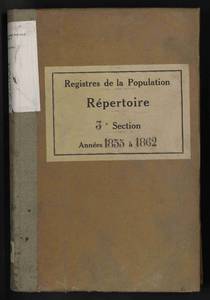 Registres de la Population
Répertoire
3e Section
Années 1855 à 1862